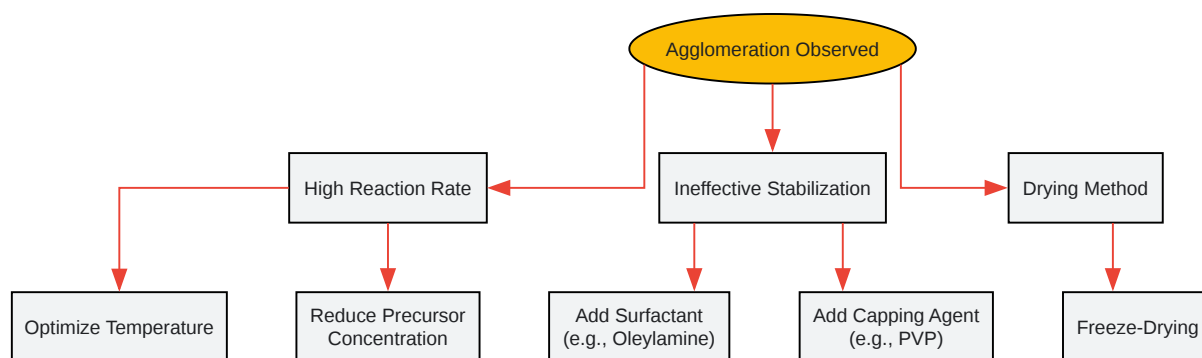 Agglomeration Observed
High Reaction Rate
Ineffective Stabilization
Drying Method
Optimize Temperature
Reduce Precursor
Concentration
Add Surfactant
(e.g., Oleylamine)
Add Capping Agent
(e.g., PVP)
Freeze-Drying